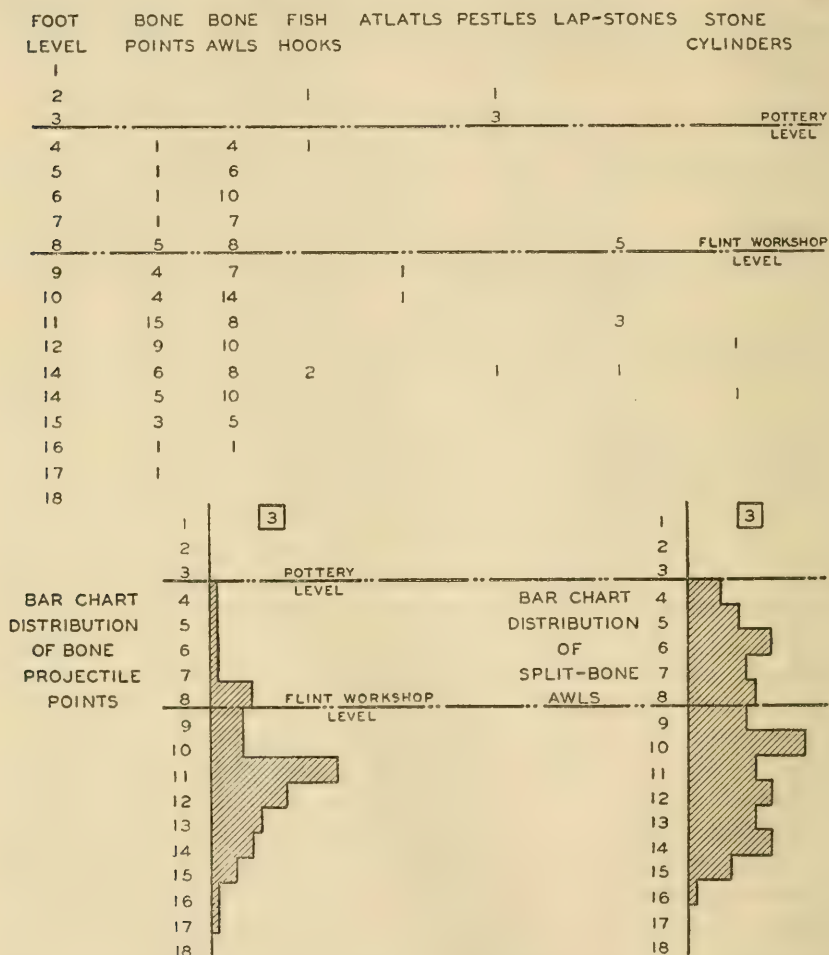 FOOT BONE BONE FISH ATLATLS PESTLES LAP-STONES STONE
LEVEL POINTS AWLS HOOKS CYLINDERS
1
2 1 1
3 3 POTTERY
LEVEL
4 1 4 1
5 1 6
6 1 10
7 1 7
8 5 8 5 FLINT WORKSHOP
LEVEL
9 4 7 1
10 4 14 1
11 15 8 3
12 9 10 1
14 6 8 2 1 1
14 5 10 1
15 3 5
16 1 1
17 1
18
3
1
2
3 POTTERY
LEVEL
BAR CHART 4
DISTRIBUTION 5
OF BONE 6
PROJECTILE 7
POINTS 8 FLINT WORKSHOP
LEVEL
9
10
11
12
13
14
15
16
17
18
3
1
2
3
BAR CHART 4
DISTRIBUTION 5
OF 6
SPLIT-BONE 7
AWLS 8
9
10
11
12
13
14
15
16
17
18